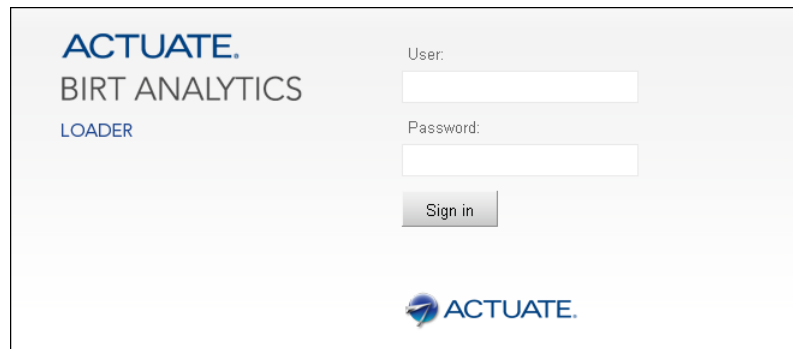 ACTUATE®
BIRT ANALYTICS
LOADER
User:
Password:
Sign in
ACTUATE®